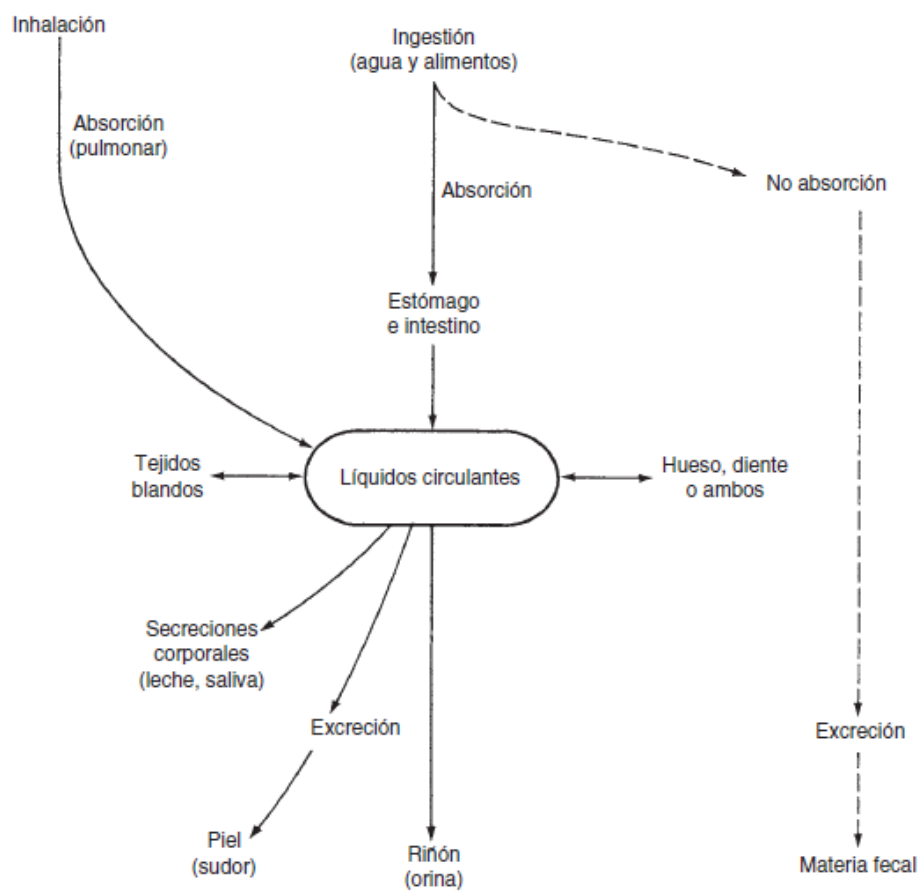 Inhalación
Ingestión
(agua y alimentos)
Absorción
(pulmonar)
Absorción
No absorción
Estómago
e intestino
Tejidos
blandos
Líquidos circulantes
Hueso, diente
o ambos
Secreciones
corporales
(leche, saliva)
Excreción
Excreción
Piel
(sudor)
Riñón
(orina)
Materia fecal